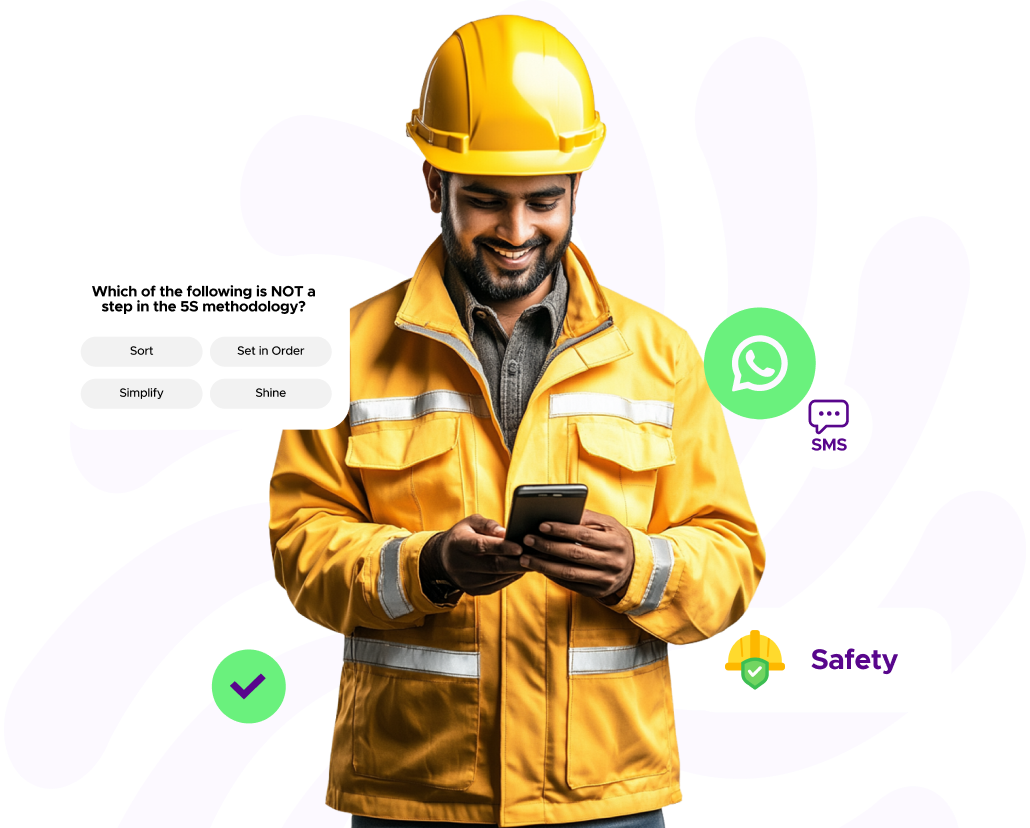 Which of the following is NOT a
step in the 5S methodology?
Sort
Set in Order
Simplify
Shine
SMS
Safety